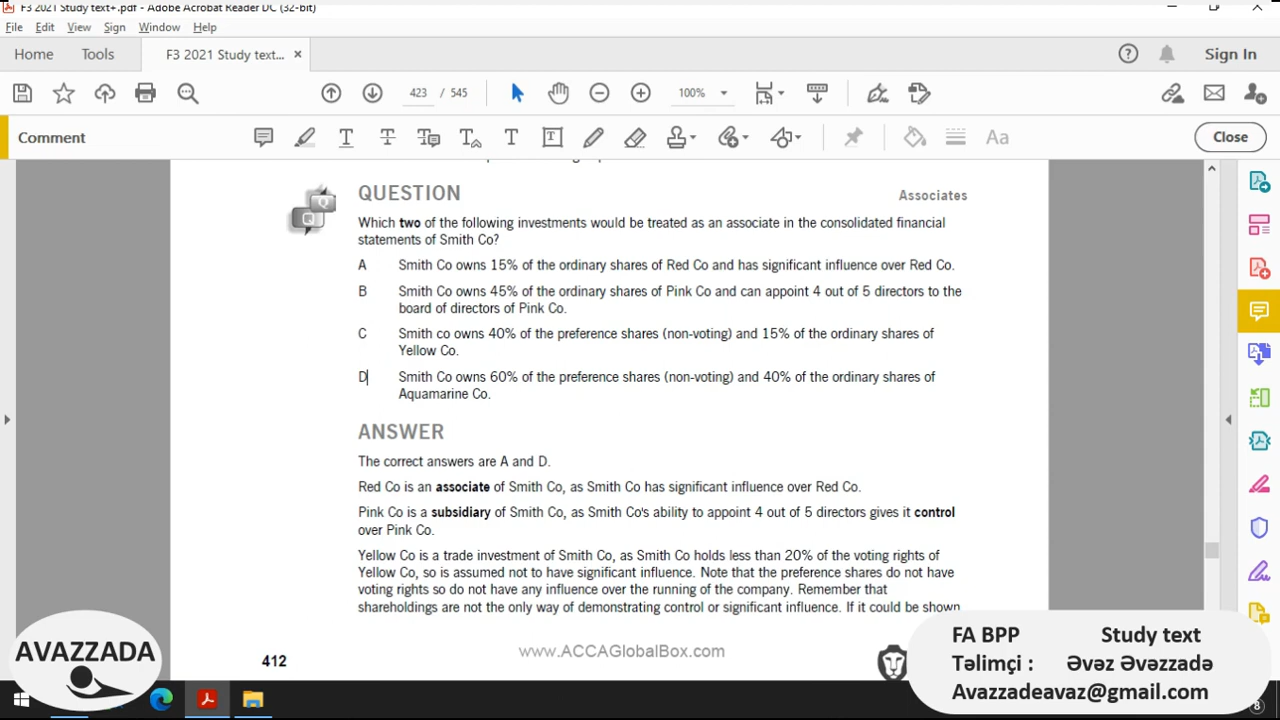 F3 2021 Study text+.pdf - Adobe Acrobat Reader DC (32-bit)
File Edit View Sign Window Help
Home Tools F3 2021 Study text... × Sign In
423 / 545 100%
Comment Close
QUESTION
Associates
Which two of the following investments would be treated as an associate in the consolidated financial
statements of Smith Co?
A Smith Co owns 15% of the ordinary shares of Red Co and has significant influence over Red Co.
B Smith Co owns 45% of the ordinary shares of Pink Co and can appoint 4 out of 5 directors to the
board of directors of Pink Co.
C Smith co owns 40% of the preference shares (non-voting) and 15% of the ordinary shares of
Yellow Co.
D Smith Co owns 60% of the preference shares (non-voting) and 40% of the ordinary shares of
Aquamarine Co.
ANSWER
The correct answers are A and D.
Red Co is an associate of Smith Co, as Smith Co has significant influence over Red Co.
Pink Co is a subsidiary of Smith Co, as Smith Co's ability to appoint 4 out of 5 directors gives it control
over Pink Co.
Yellow Co is a trade investment of Smith Co, as Smith Co holds less than 20% of the voting rights of
Yellow Co, so is assumed not to have significant influence. Note that the preference shares do not have
voting rights so do not have any influence over the running of the company. Remember that
shareholdings are not the only way of demonstrating control or significant influence. If it could be shown
412
www.ACCAGlobalBox.com
AVAZZADA
FA BPP Study text
Təlimçi : Əvəz Əvəzzadə
Avazzadeavaz@gmail.com